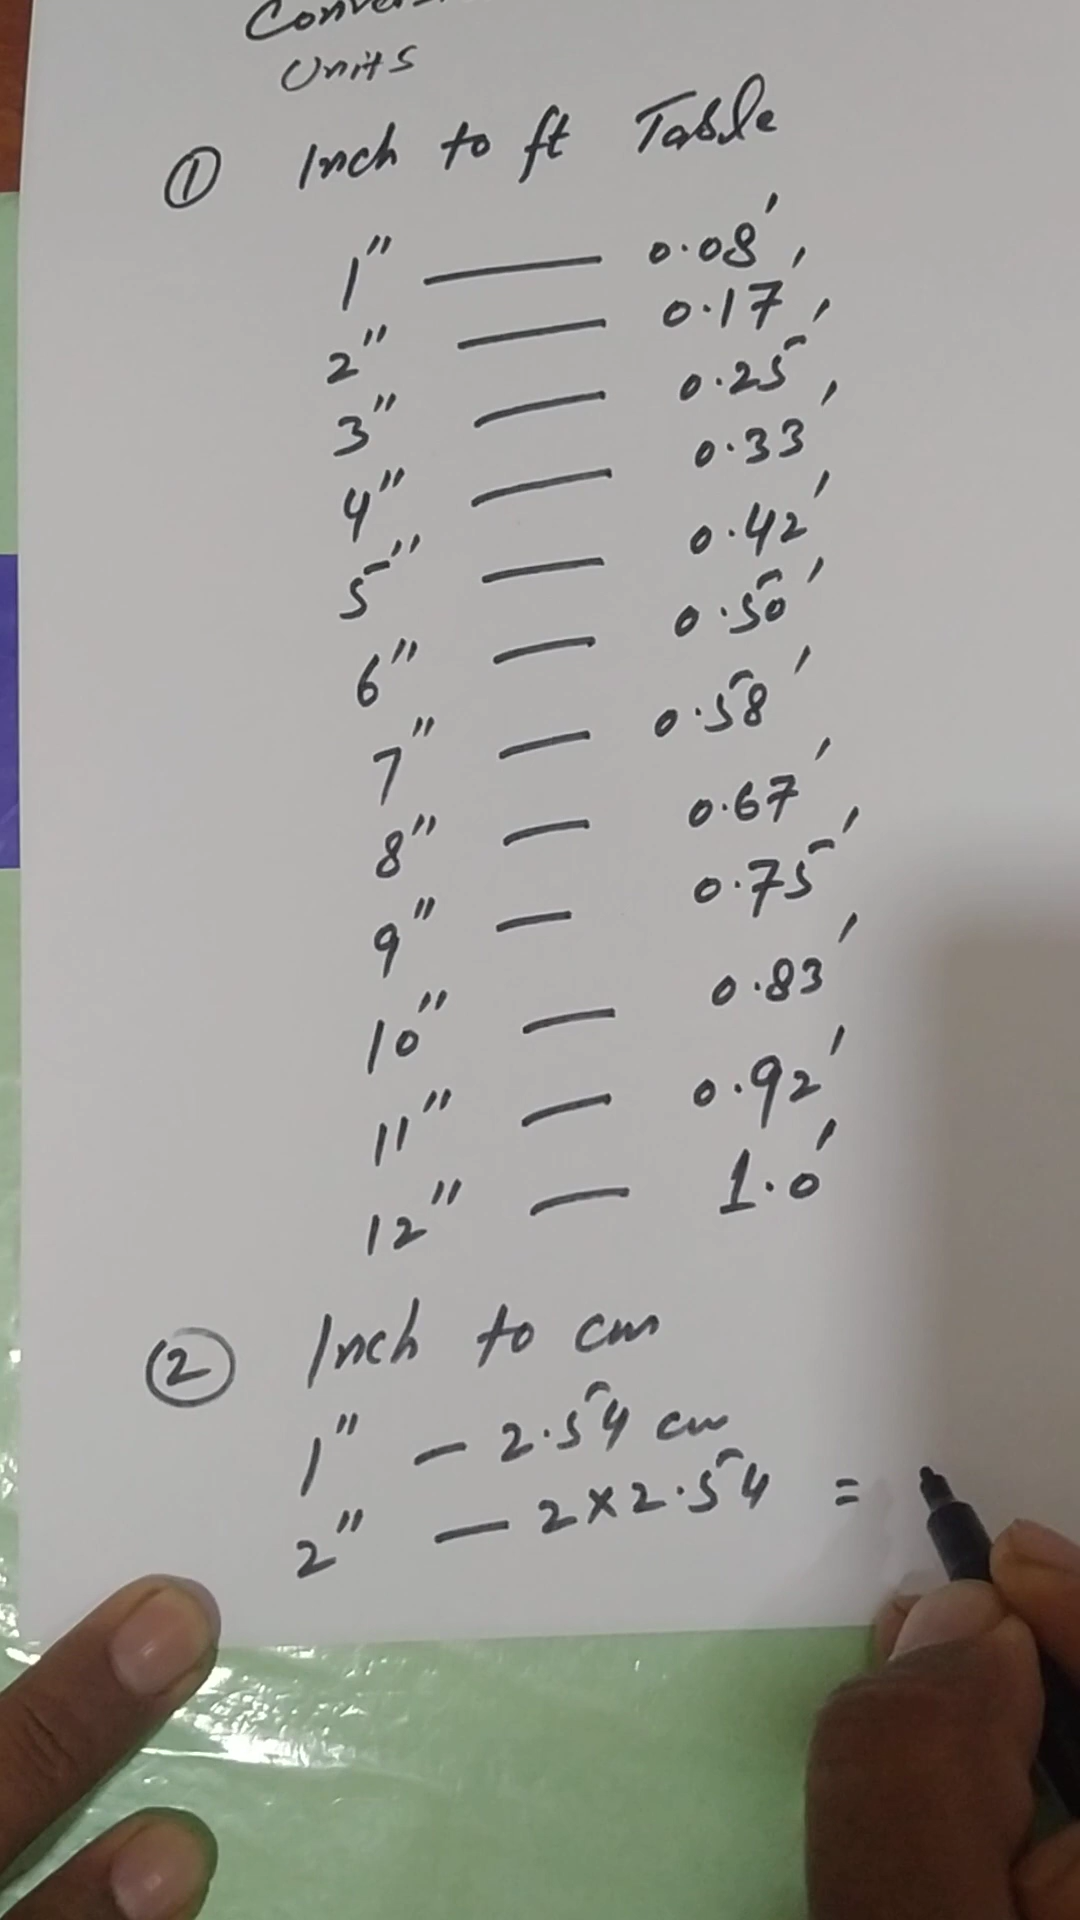 Units
① Inch to ft Table
1" — 0.08'
2" — 0.17'
3" — 0.25'
4" — 0.33'
5" — 0.42'
6" — 0.50'
7" — 0.58'
8" — 0.67'
9" — 0.75'
10" — 0.83'
11" — 0.92'
12" — 1.0'
② Inch to cm
1" — 2.54 cm
2" — 2x2.54 =